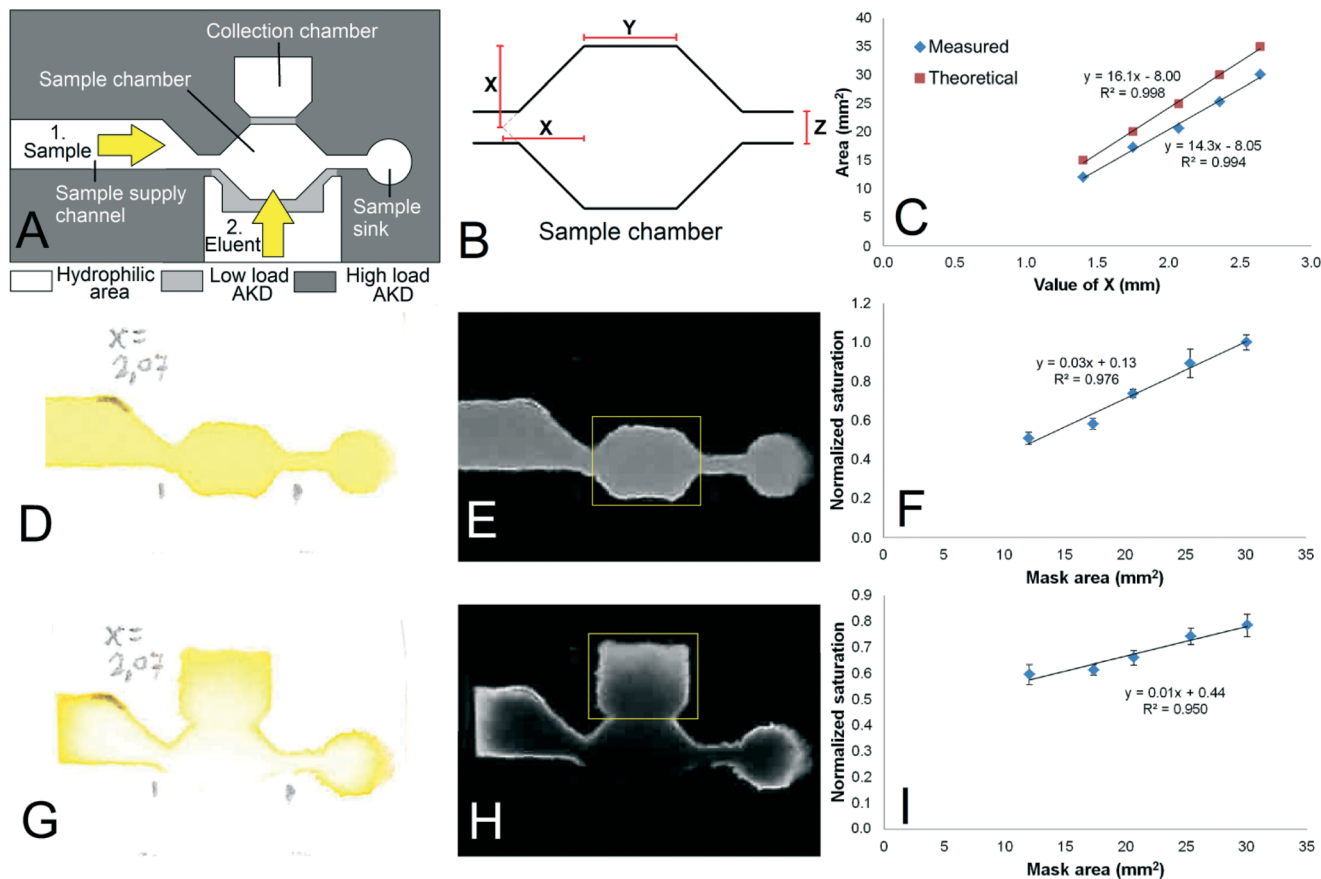 Collection chamber
Sample chamber
1.
Sample
Sample supply
channel
2.
Eluent
Sample
sink
A
Hydrophilic
area
Low load
AKD
High load
AKD
Y
X
X
Z
B
Sample chamber
Area (mm²)
40
35
30
25
20
15
10
5
0
Measured
Theoretical
y = 16.1x - 8.00
R² = 0.998
y = 14.3x - 8.05
R² = 0.994
C
0.0
1.0
1.5
2.0
2.5
3.0
Value of X (mm)
x =
2,07
D
E
Normalized saturation
1.2
1.0
0.8
0.6
0.4
0.2
0.0
y = 0.03x + 0.13
R² = 0.976
F
0
5
10
15
20
25
30
35
Mask area (mm²)
x =
2,07
G
H
Normalized saturation
0.9
0.8
0.7
0.6
0.5
0.4
0.3
0.2
0.1
0.0
y = 0.01x + 0.44
R² = 0.950
I
0
5
10
15
20
25
30
35
Mask area (mm²)